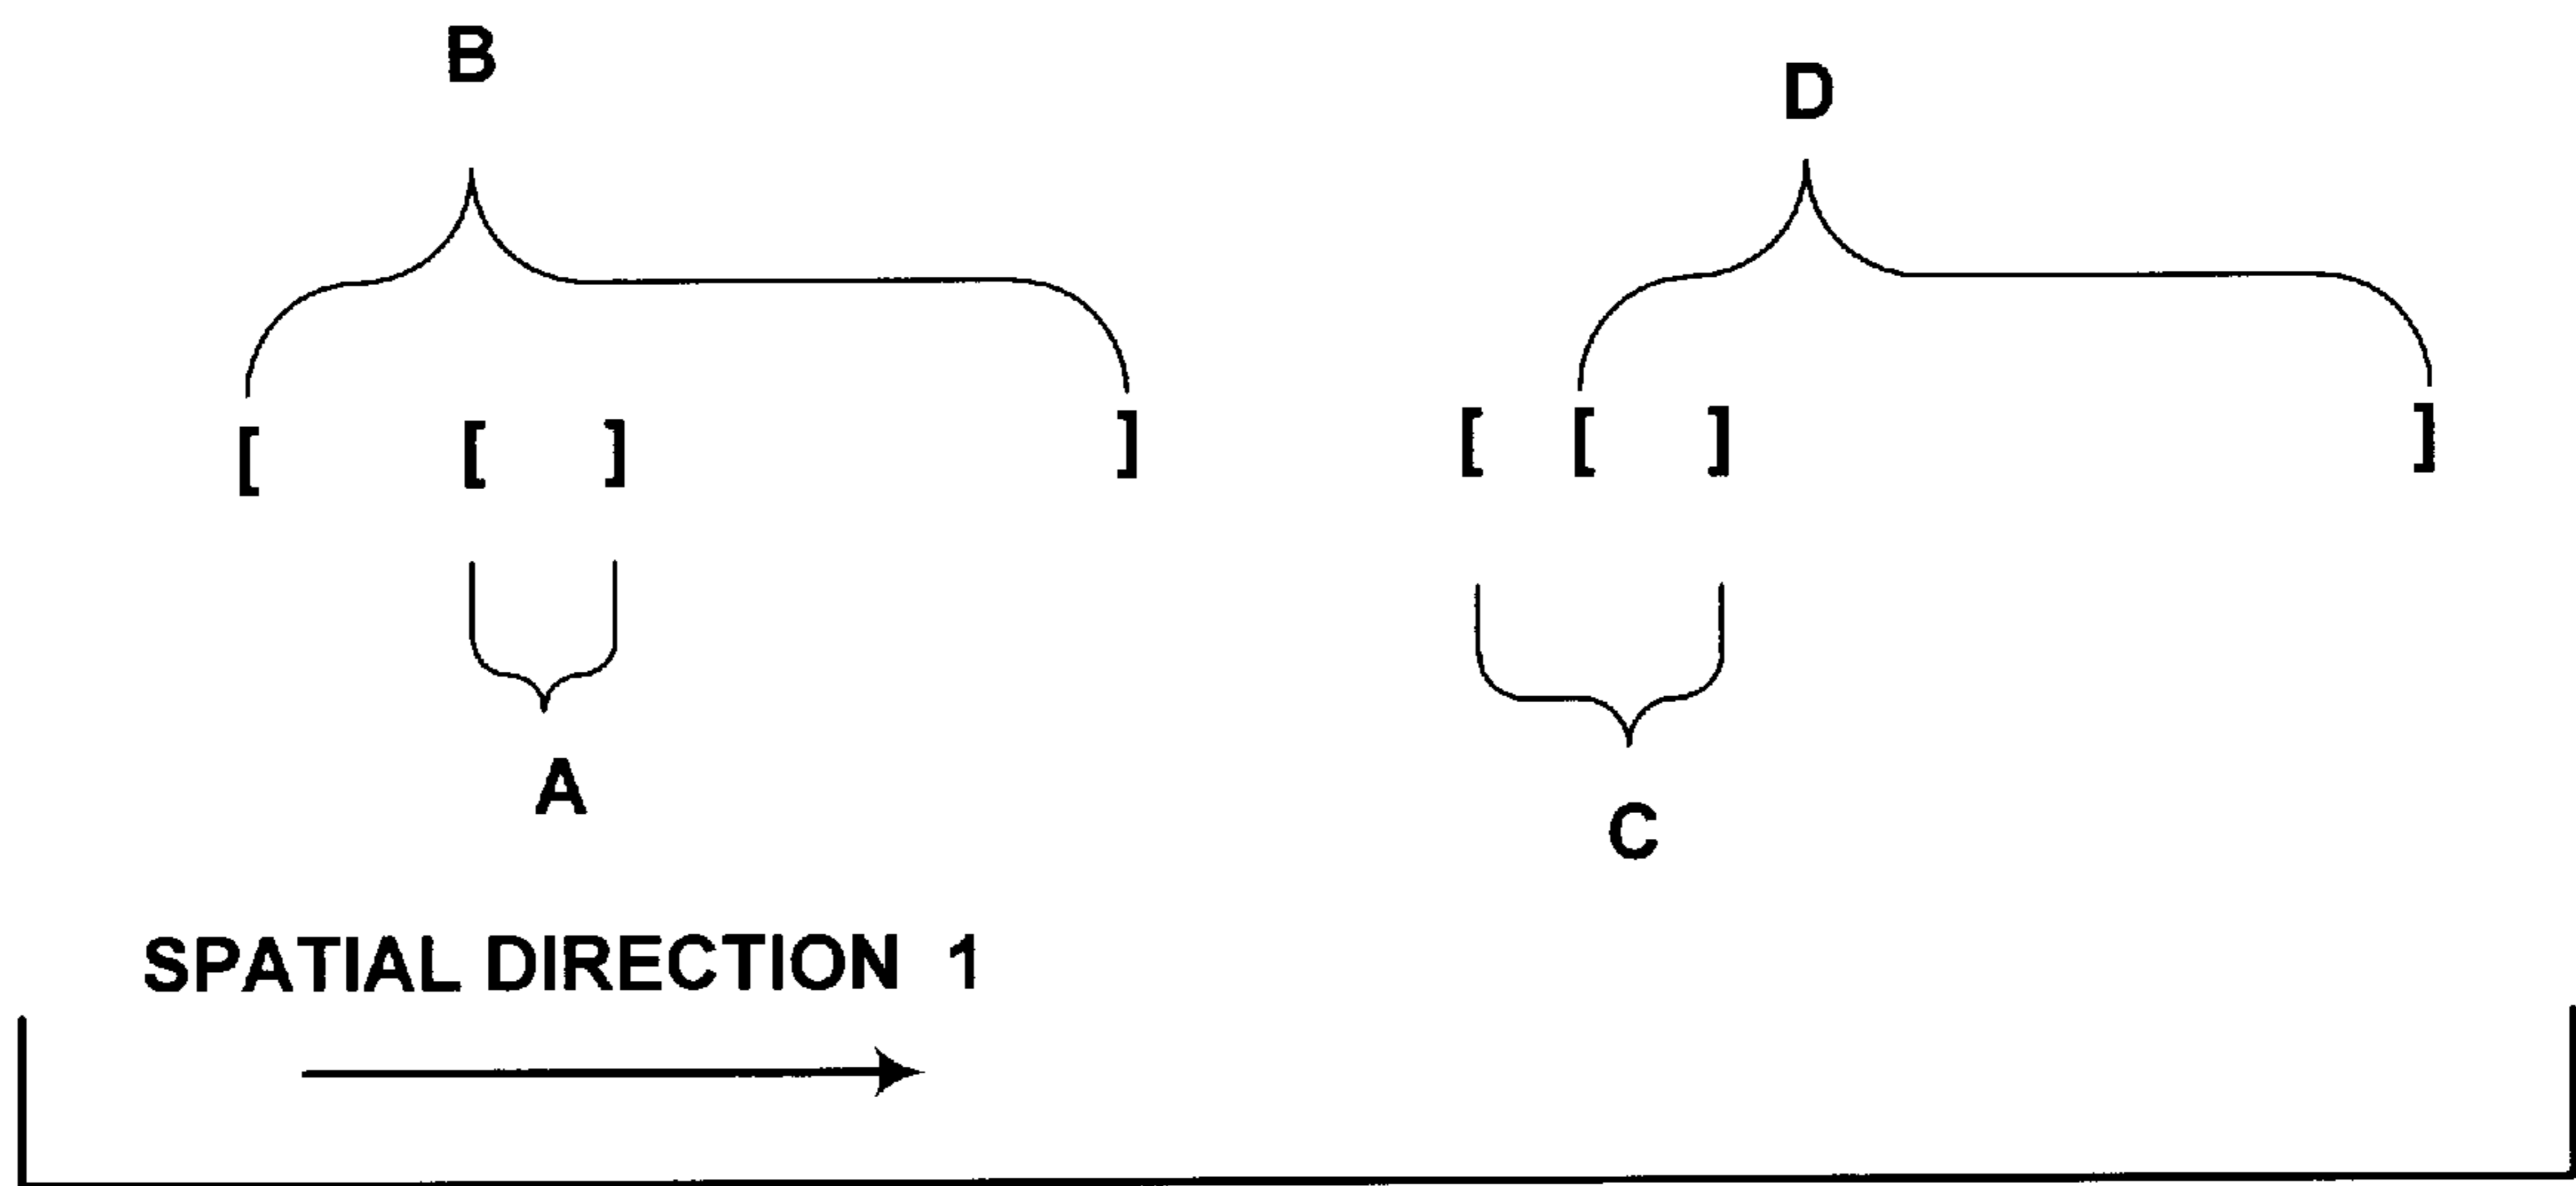 B
D
[ [ ] ] [ [ ] ]
A
C
SPATIAL DIRECTION 1